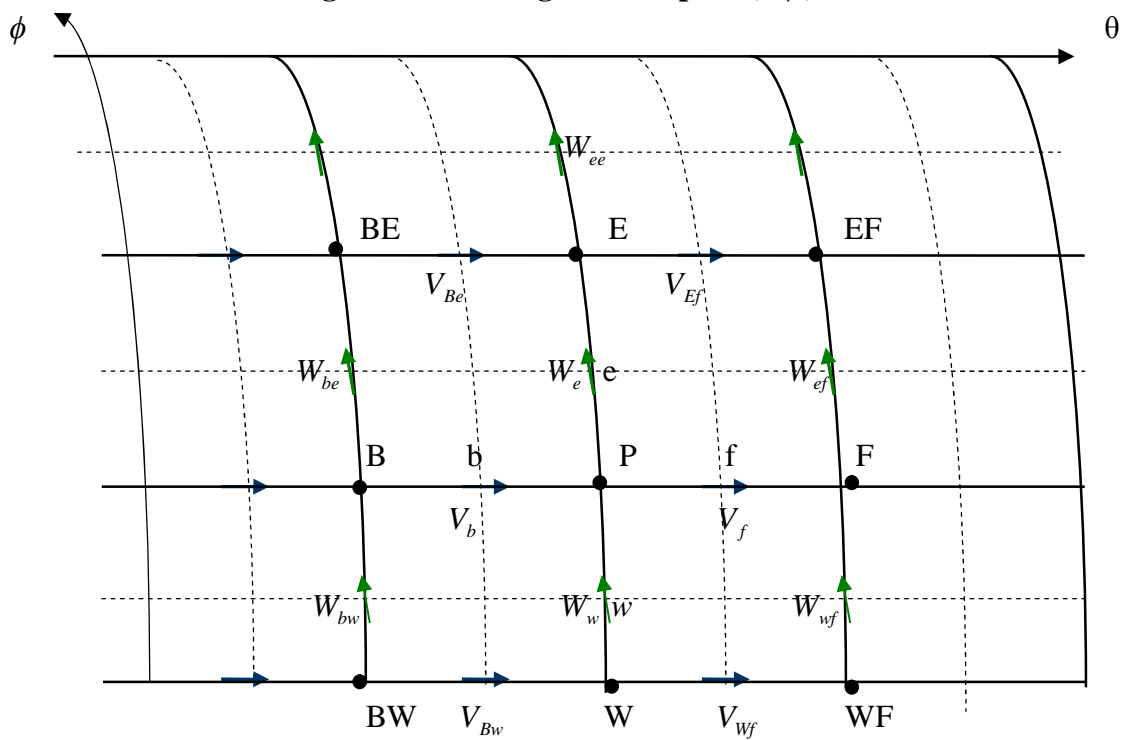 ϕ θ
W_ee
BE E EF
V_Be V_Ef
W_be W_e e W_ef
B b P f F
V_b V_f
W_bw W_w w W_wf
BW V_Bw W V_Wf WF